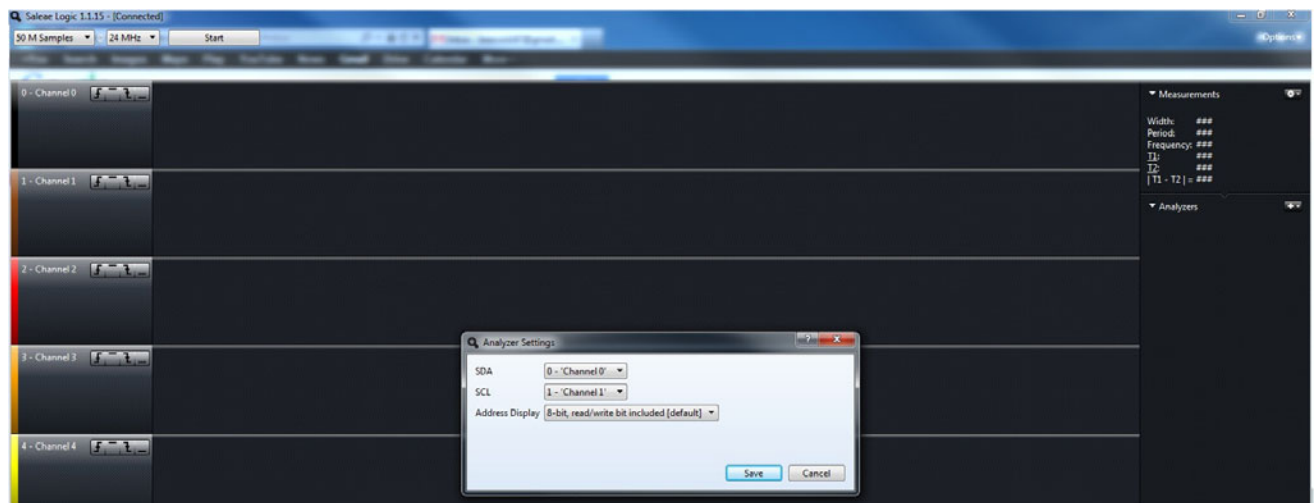 Saleae Logic 1.1.15 - [Connected]
50 M Samples 24 MHz Start Options
0 - Channel 0
1 - Channel 1
2 - Channel 2
3 - Channel 3
4 - Channel 4
Measurements
Width: ###
Period: ###
Frequency: ###
T1: ###
T2: ###
| T1 - T2 | = ###
Analyzers
Analyzer Settings
SDA 0 - 'Channel 0'
SCL 1 - 'Channel 1'
Address Display 8-bit, read/write bit included [default]
Save Cancel